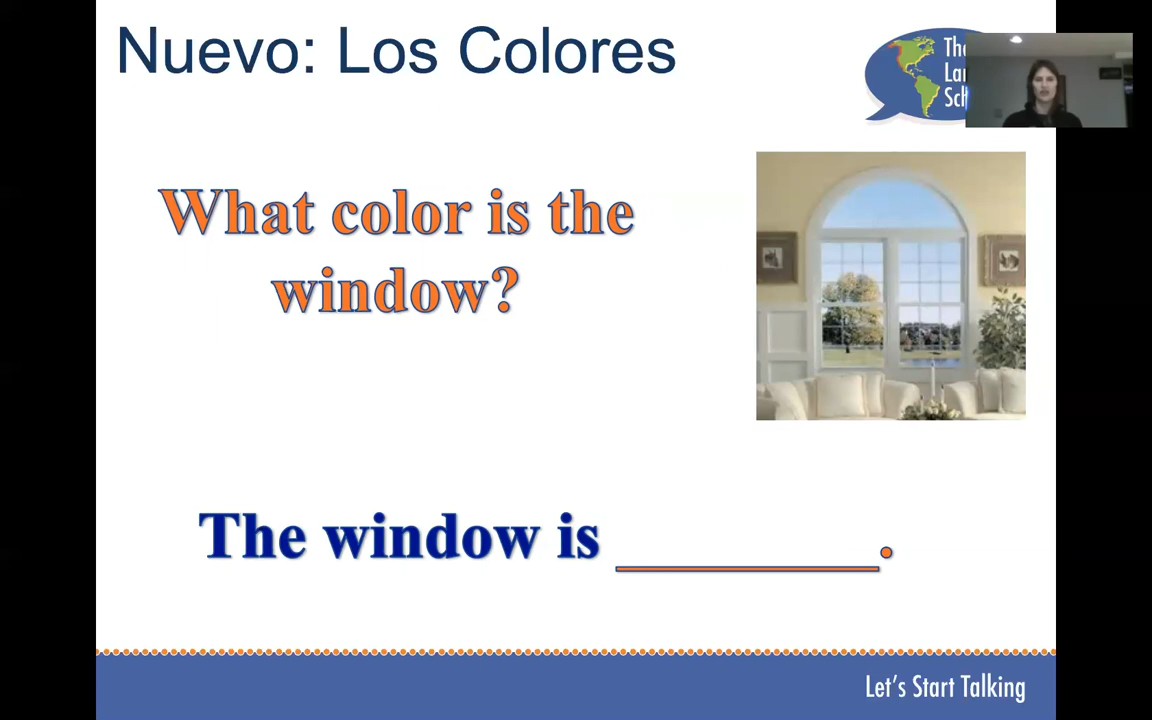 Nuevo: Los Colores
What color is the
window?
The window is ________.
Let's Start Talking